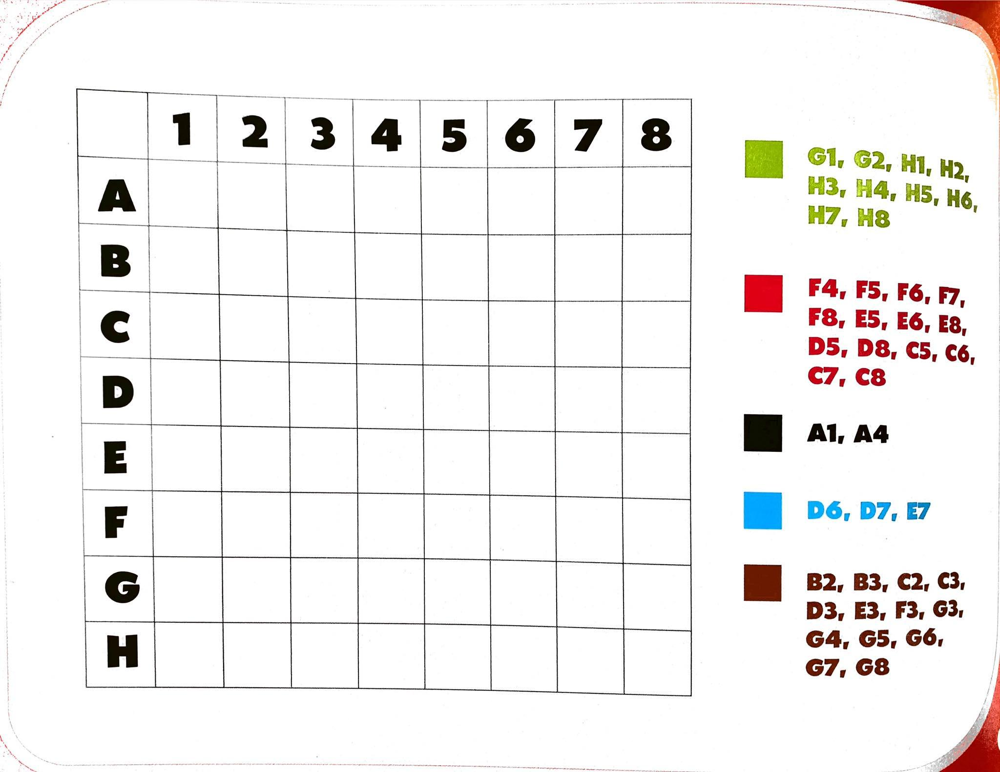 1 2 3 4 5 6 7 8
A
B
C
D
E
F
G
H
G1, G2, H1, H2,
H3, H4, H5, H6,
H7, H8
F4, F5, F6, F7,
F8, E5, E6, E8,
D5, D8, C5, C6,
C7, C8
A1, A4
D6, D7, E7
B2, B3, C2, C3,
D3, E3, F3, G3,
G4, G5, G6,
G7, G8